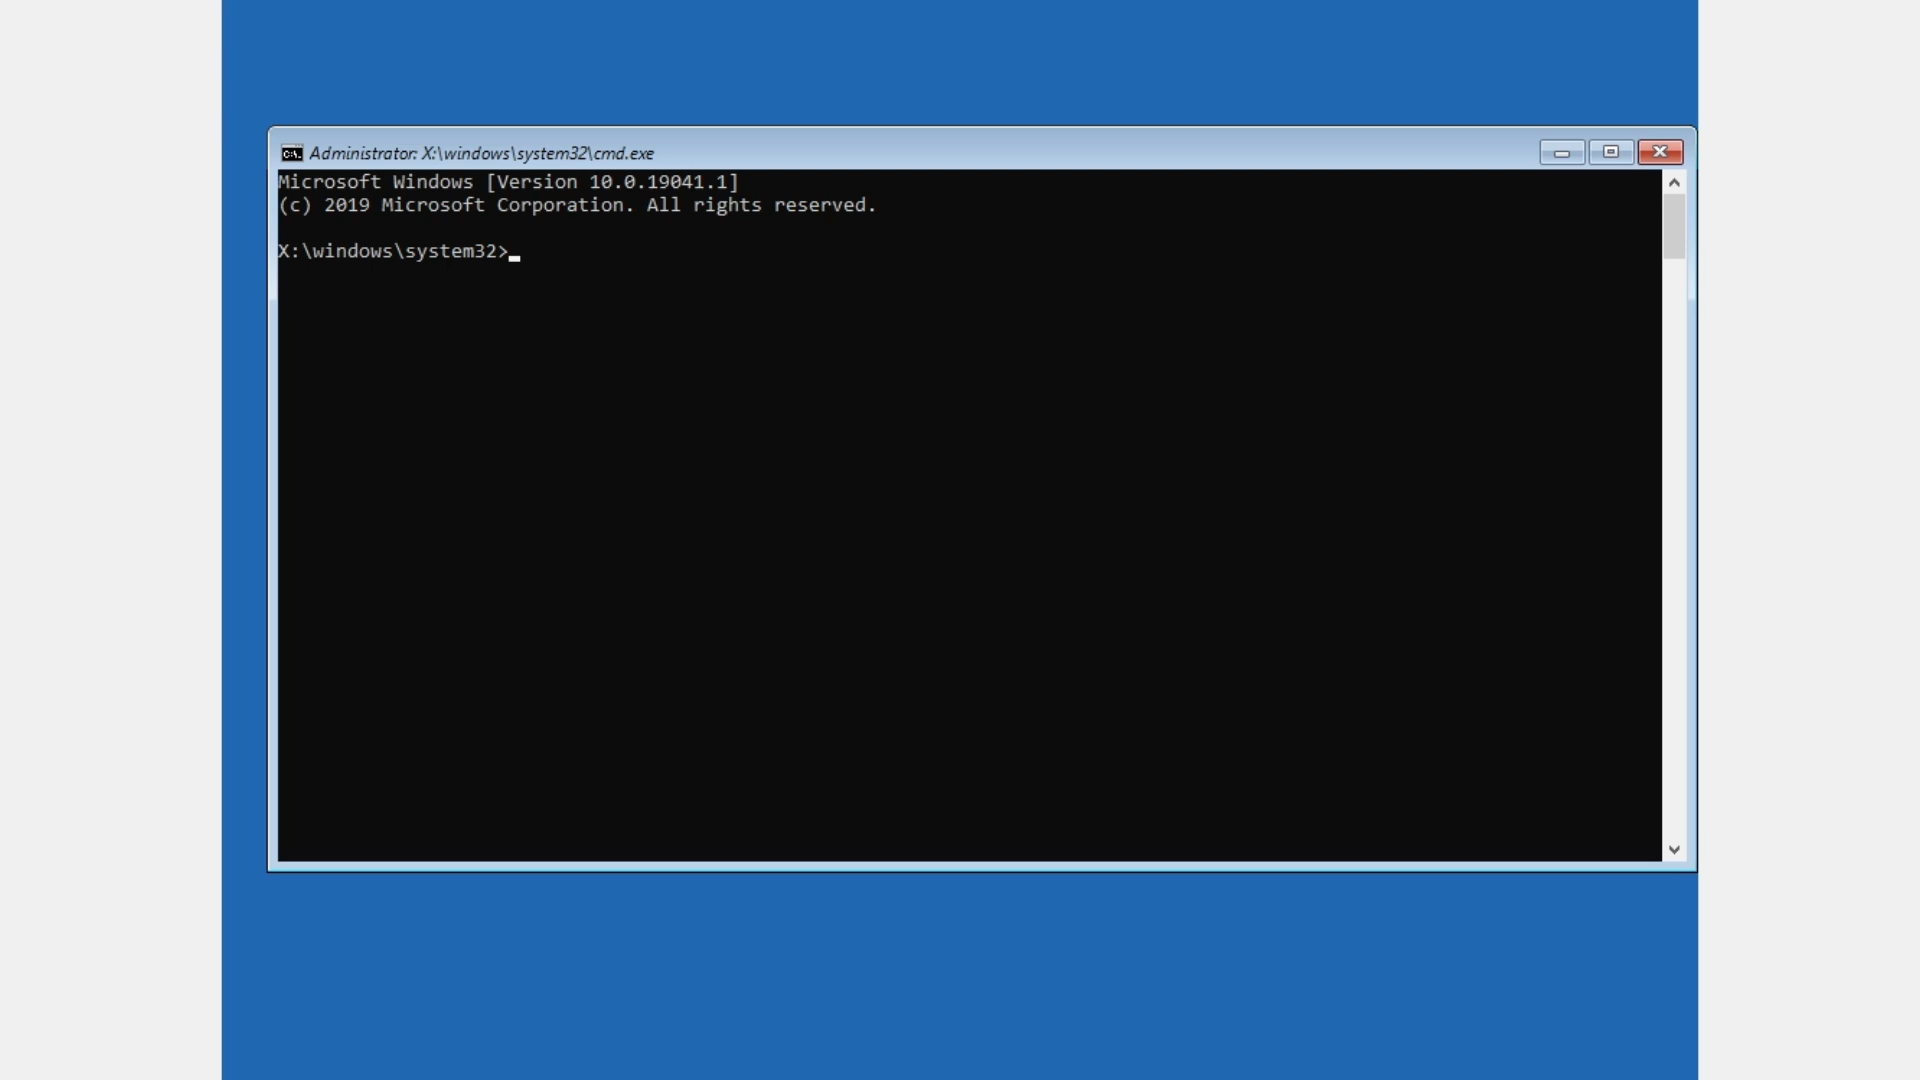 Administrator: X:\windows\system32\cmd.exe
Microsoft Windows [Version 10.0.19041.1]
(c) 2019 Microsoft Corporation. All rights reserved.
X:\windows\system32>